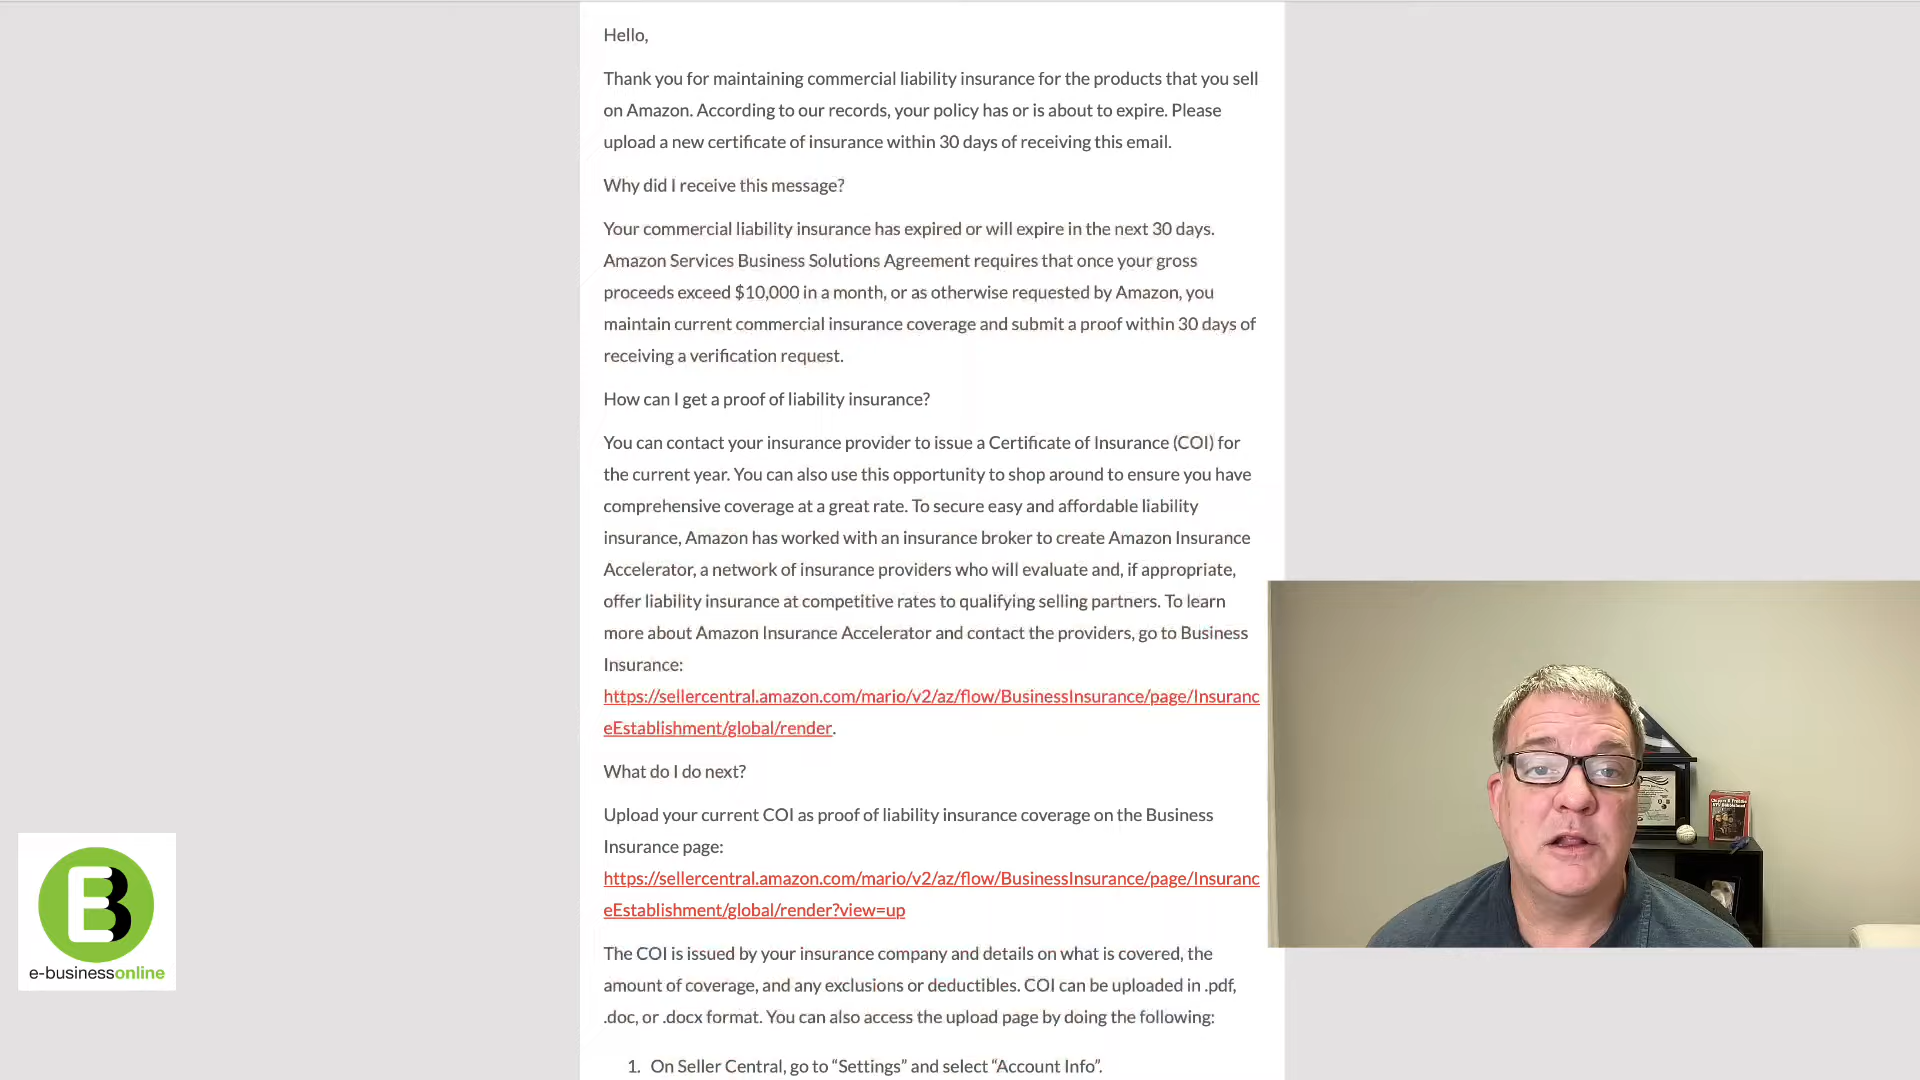 Hello,
Thank you for maintaining commercial liability insurance for the products that you sell
on Amazon. According to our records, your policy has or is about to expire. Please
upload a new certificate of insurance within 30 days of receiving this email.
Why did I receive this message?
Your commercial liability insurance has expired or will expire in the next 30 days.
Amazon Services Business Solutions Agreement requires that once your gross
proceeds exceed $10,000 in a month, or as otherwise requested by Amazon, you
maintain current commercial insurance coverage and submit a proof within 30 days of
receiving a verification request.
How can I get a proof of liability insurance?
You can contact your insurance provider to issue a Certificate of Insurance (COI) for
the current year. You can also use this opportunity to shop around to ensure you have
comprehensive coverage at a great rate. To secure easy and affordable liability
insurance, Amazon has worked with an insurance broker to create Amazon Insurance
Accelerator, a network of insurance providers who will evaluate and, if appropriate,
offer liability insurance at competitive rates to qualifying selling partners. To learn
more about Amazon Insurance Accelerator and contact the providers, go to Business
Insurance:
https://sellercentral.amazon.com/mario/v2/az/flow/BusinessInsurance/page/Insuranc
eEstablishment/global/render.
What do I do next?
Upload your current COI as proof of liability insurance coverage on the Business
Insurance page:
https://sellercentral.amazon.com/mario/v2/az/flow/BusinessInsurance/page/Insuranc
eEstablishment/global/render?view=up
The COI is issued by your insurance company and details on what is covered, the
amount of coverage, and any exclusions or deductibles. COI can be uploaded in .pdf,
.doc, or .docx format. You can also access the upload page by doing the following:
1. On Seller Central, go to “Settings” and select “Account Info”.
B
e-businessonline